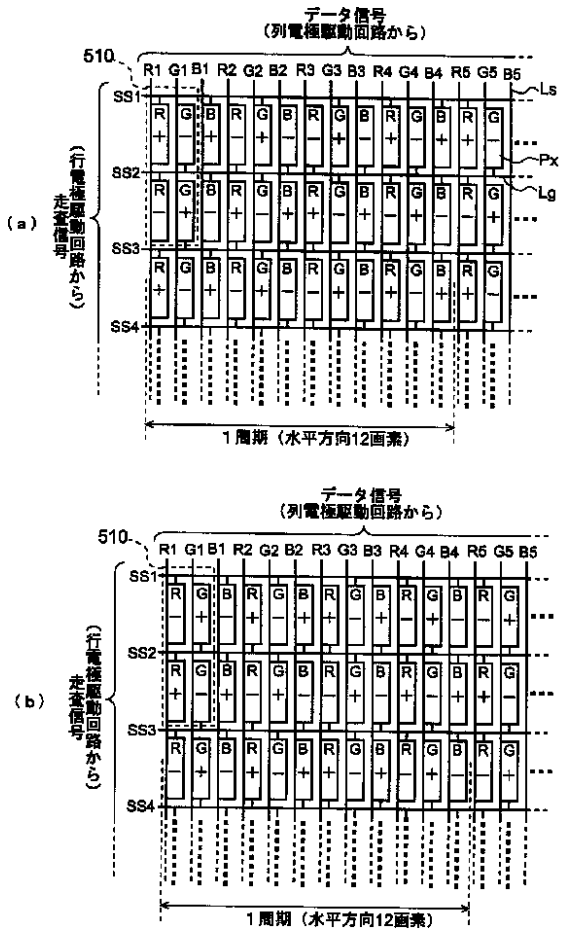 データ信号
(列電極駆動回路から)
510
R1 G1 B1 R2 G2 B2 R3 G3 B3 R4 G4 B4 R5 G5 B5
Ls
SS1
R G B R G B R G B R G B R G
+ − + − + − − + − + − + + −
Px
SS2
Lg
R G B R G B R G B R G B R G
− + − + − + + − + − + − − +
SS3
R G B R G B R G B R G B R G
+ − + − + − − + − + − + + −
SS4
(a)
走査信号
(行電極駆動回路から)
1周期(水平方向12画素)
データ信号
(列電極駆動回路から)
510
R1 G1 B1 R2 G2 B2 R3 G3 B3 R4 G4 B4 R5 G5 B5
SS1
R G B R G B R G B R G B R G
− + − + − + + − + − + − − +
SS2
R G B R G B R G B R G B R G
+ − + − + − − + − + − + + −
SS3
R G B R G B R G B R G B R G
− + − + − + + − + − + − − +
SS4
(b)
走査信号
(行電極駆動回路から)
1周期(水平方向12画素)